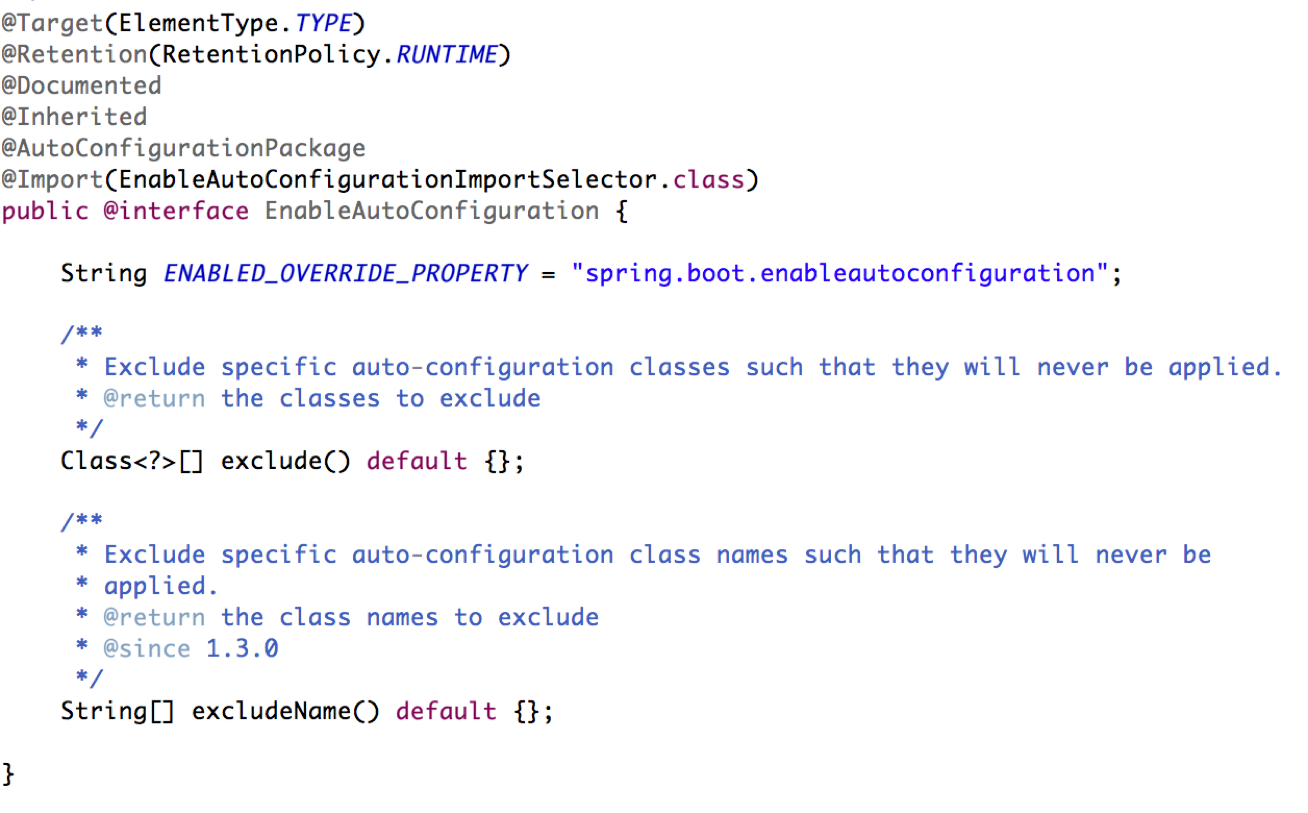 @Target(ElementType.TYPE)
@Retention(RetentionPolicy.RUNTIME)
@Documented
@Inherited
@AutoConfigurationPackage
@Import(EnableAutoConfigurationImportSelector.class)
public @interface EnableAutoConfiguration {
String ENABLED_OVERRIDE_PROPERTY = "spring.boot.enableautoconfiguration";
/**
* Exclude specific auto-configuration classes such that they will never be applied.
* @return the classes to exclude
*/
Class<?>[] exclude() default {};
/**
* Exclude specific auto-configuration class names such that they will never be
* applied.
* @return the class names to exclude
* @since 1.3.0
*/
String[] excludeName() default {};
}